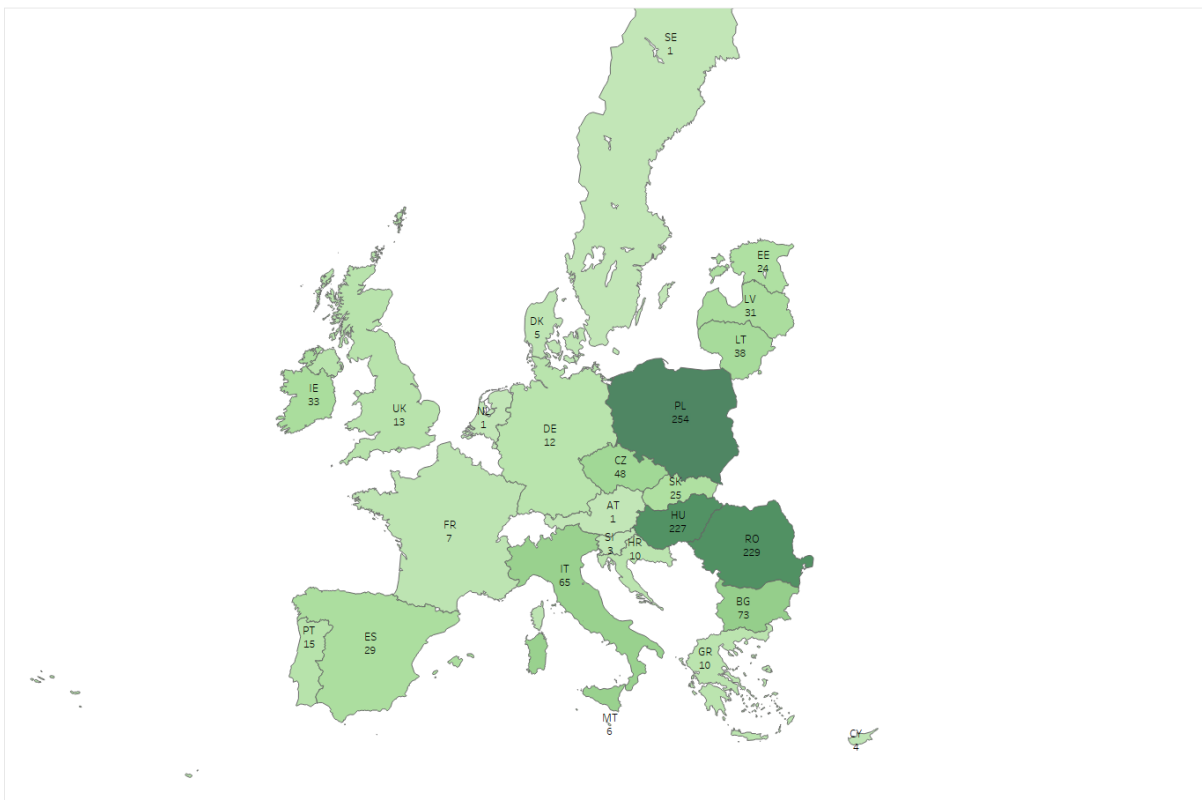 SE
1
EE
24
LV
31
DK
5
LT
38
IE
33
UK
13
NL
1
PL
254
DE
12
CZ
48
SK
25
AT
1
HU
227
FR
7
SI
3
HR
10
RO
229
IT
65
BG
73
PT
15
ES
29
GR
10
MT
6
CY
4